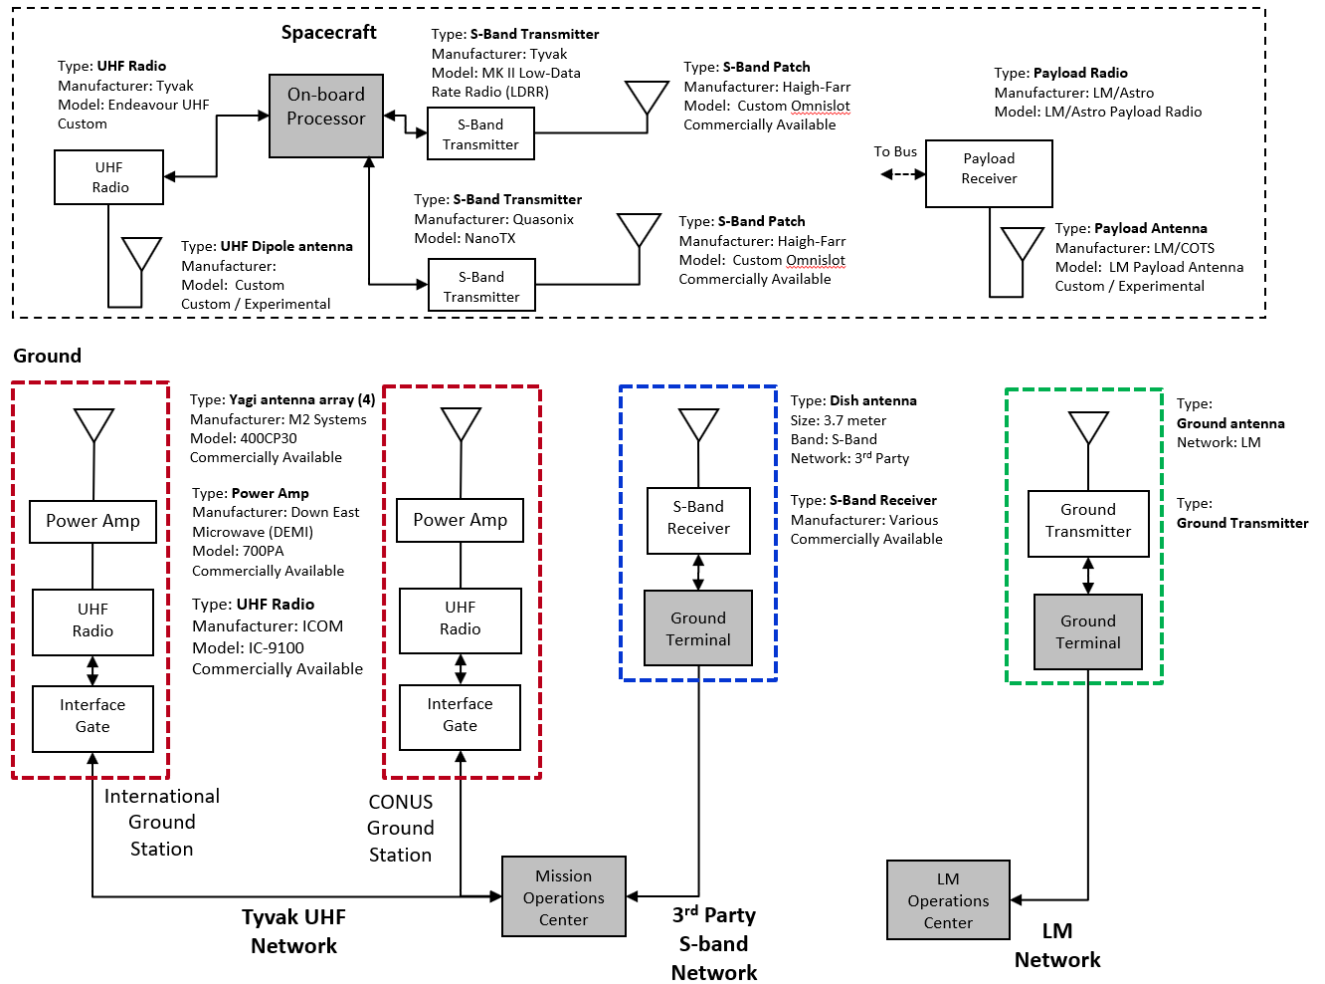 Spacecraft
Type: UHF Radio
Manufacturer: Tyvak
Model: Endeavour UHF
Custom
On-board
Processor
Type: S-Band Transmitter
Manufacturer: Tyvak
Model: MK II Low-Data
Rate Radio (LDRR)
S-Band
Transmitter
Type: S-Band Patch
Manufacturer: Haigh-Farr
Model:  Custom Omnislot
Commercially Available
Type: Payload Radio
Manufacturer: LM/Astro
Model: LM/Astro Payload Radio
To Bus
Payload
Receiver
UHF
Radio
Type: UHF Dipole antenna
Manufacturer:
Model:  Custom
Custom / Experimental
Type: S-Band Transmitter
Manufacturer: Quasonix
Model: NanoTX
S-Band
Transmitter
Type: S-Band Patch
Manufacturer: Haigh-Farr
Model:  Custom Omnislot
Commercially Available
Type: Payload Antenna
Manufacturer: LM/COTS
Model:  LM Payload Antenna
Custom / Experimental
Ground
Power Amp
UHF
Radio
Interface
Gate
International
Ground
Station
Type: Yagi antenna array (4)
Manufacturer: M2 Systems
Model: 400CP30
Commercially Available
Type: Power Amp
Manufacturer: Down East
Microwave (DEMI)
Model: 700PA
Commercially Available
Type: UHF Radio
Manufacturer: ICOM
Model: IC-9100
Commercially Available
Power Amp
UHF
Radio
Interface
Gate
CONUS
Ground
Station
Tyvak UHF
Network
Mission
Operations
Center
S-Band
Receiver
Ground
Terminal
Type: Dish antenna
Size: 3.7 meter
Band: S-Band
Network: 3rd Party
Type: S-Band Receiver
Manufacturer: Various
Commercially Available
3rd Party
S-band
Network
Ground
Transmitter
Ground
Terminal
Type:
Ground antenna
Network: LM
Type:
Ground Transmitter
LM
Operations
Center
LM
Network